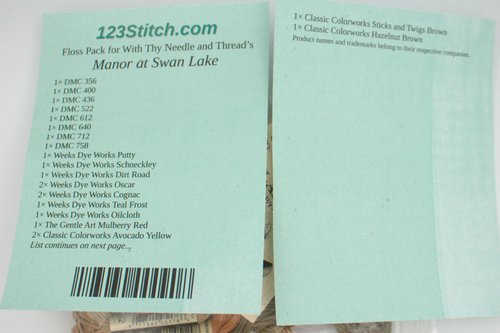 123Stitch.com
Floss Pack for With Thy Needle and Thread's
Manor at Swan Lake
1× DMC 356
1× DMC 400
1× DMC 436
1× DMC 522
1× DMC 612
1× DMC 640
1× DMC 712
1× DMC 758
1× Weeks Dye Works Putty
1× Weeks Dye Works Schneckley
1× Weeks Dye Works Dirt Road
2× Weeks Dye Works Oscar
2× Weeks Dye Works Cognac
1× Weeks Dye Works Teal Frost
1× Weeks Dye Works Oilcloth
1× The Gentle Art Mulberry Red
2× Classic Colorworks Avocado Yellow
List continues on next page...
1× Classic Colorworks Sticks and Twigs Brown
1× Classic Colorworks Hazelnut Brown
Product names and trademarks belong to their respective companies.